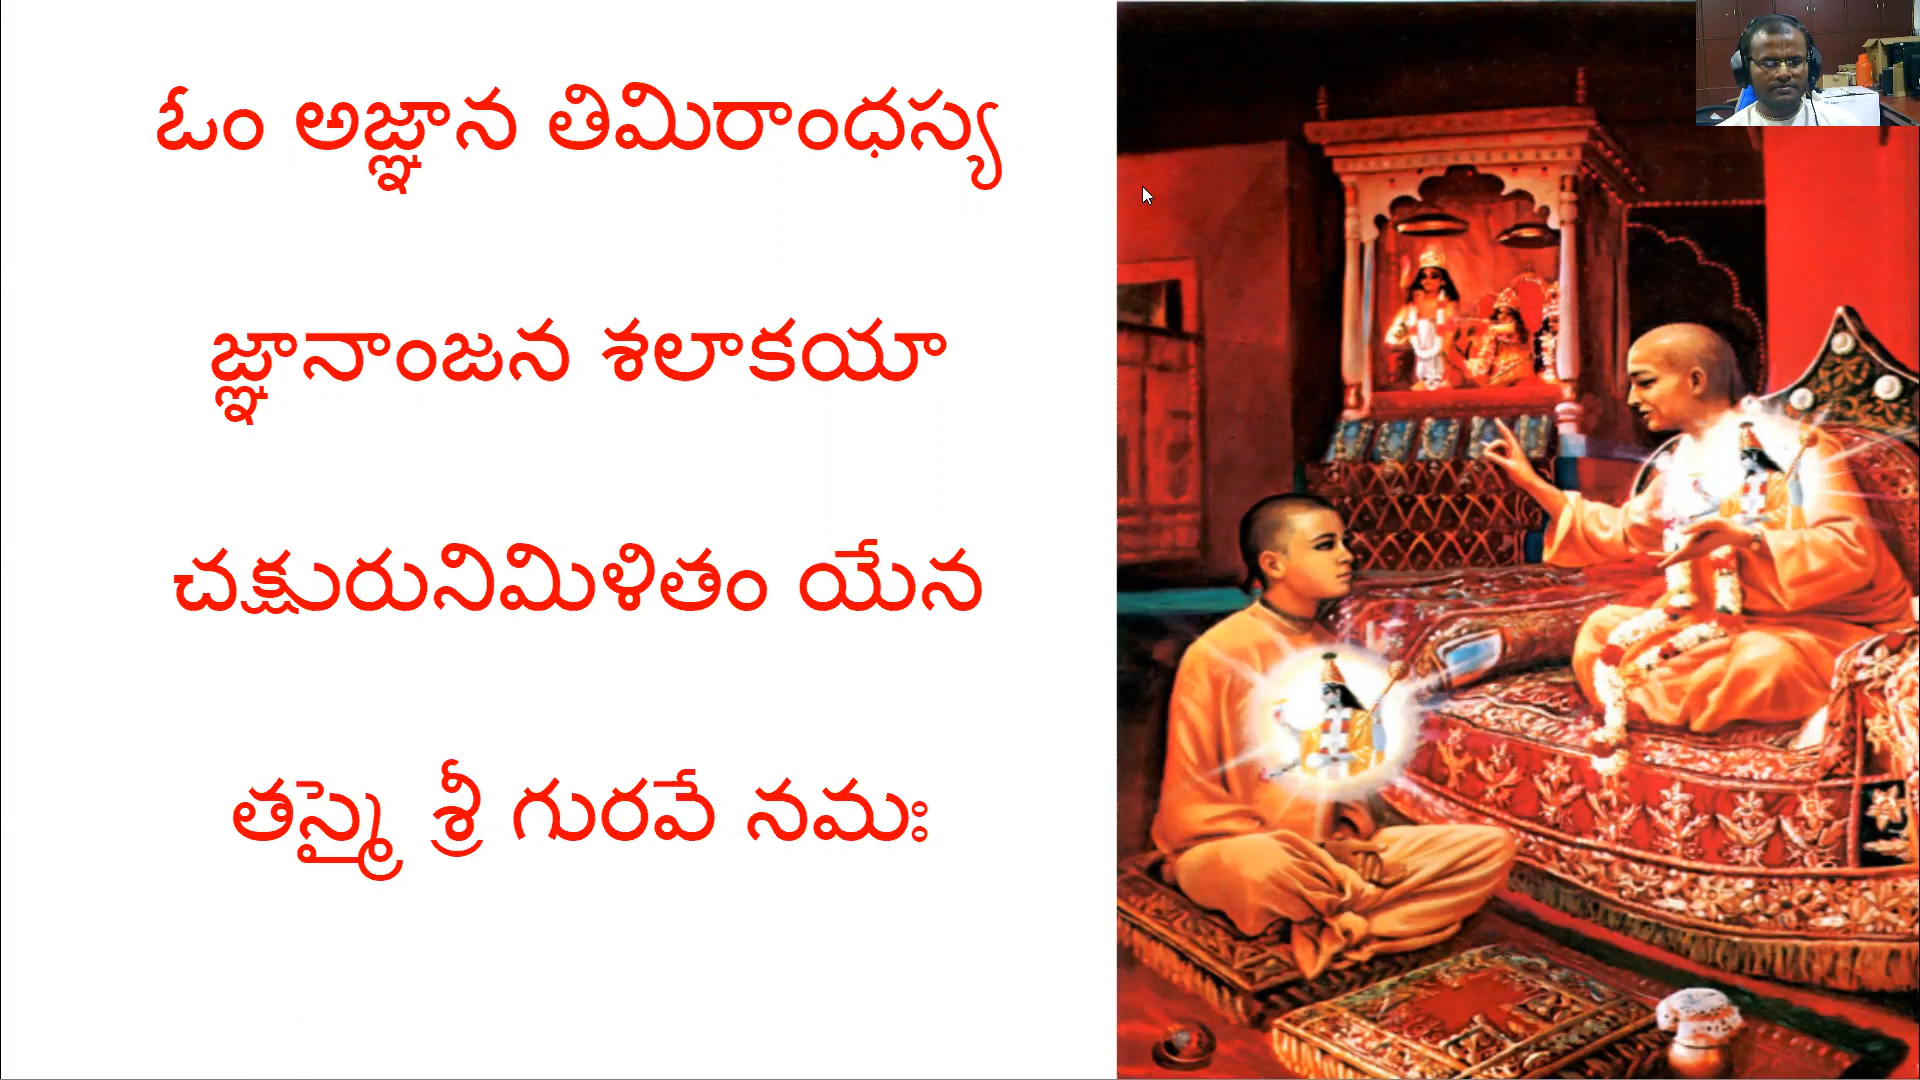 ఓం అజ్ఞాన తిమిరాంధస్య
జ్ఞానాంజన శలాకయా
చక్షురునిమిళితం యేన
తస్మై శ్రీ గురవే నమః